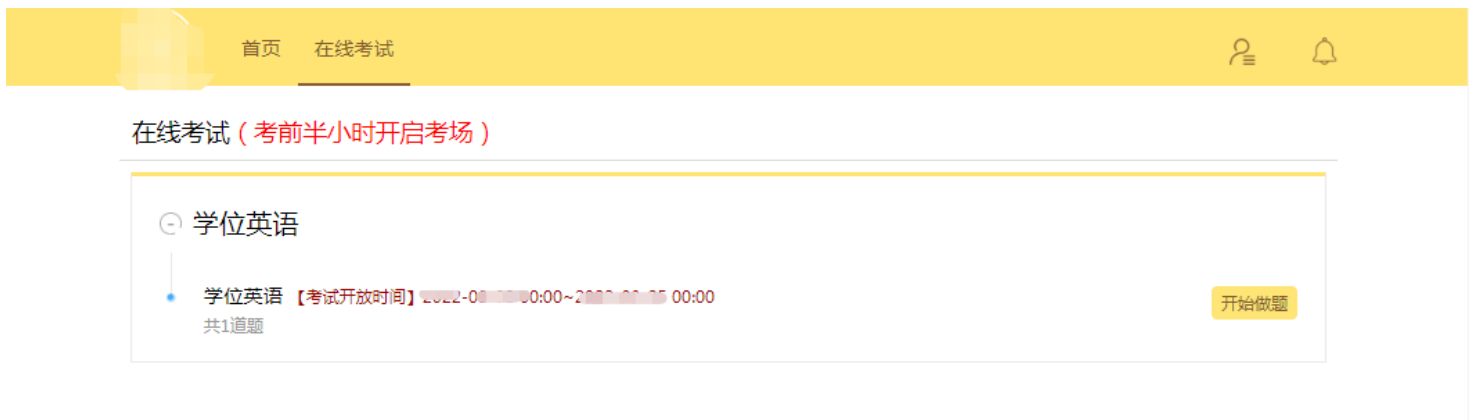 首页 在线考试
在线考试(考前半小时开启考场)
学位英语
学位英语【考试开放时间】 00:00
共1道题
开始做题